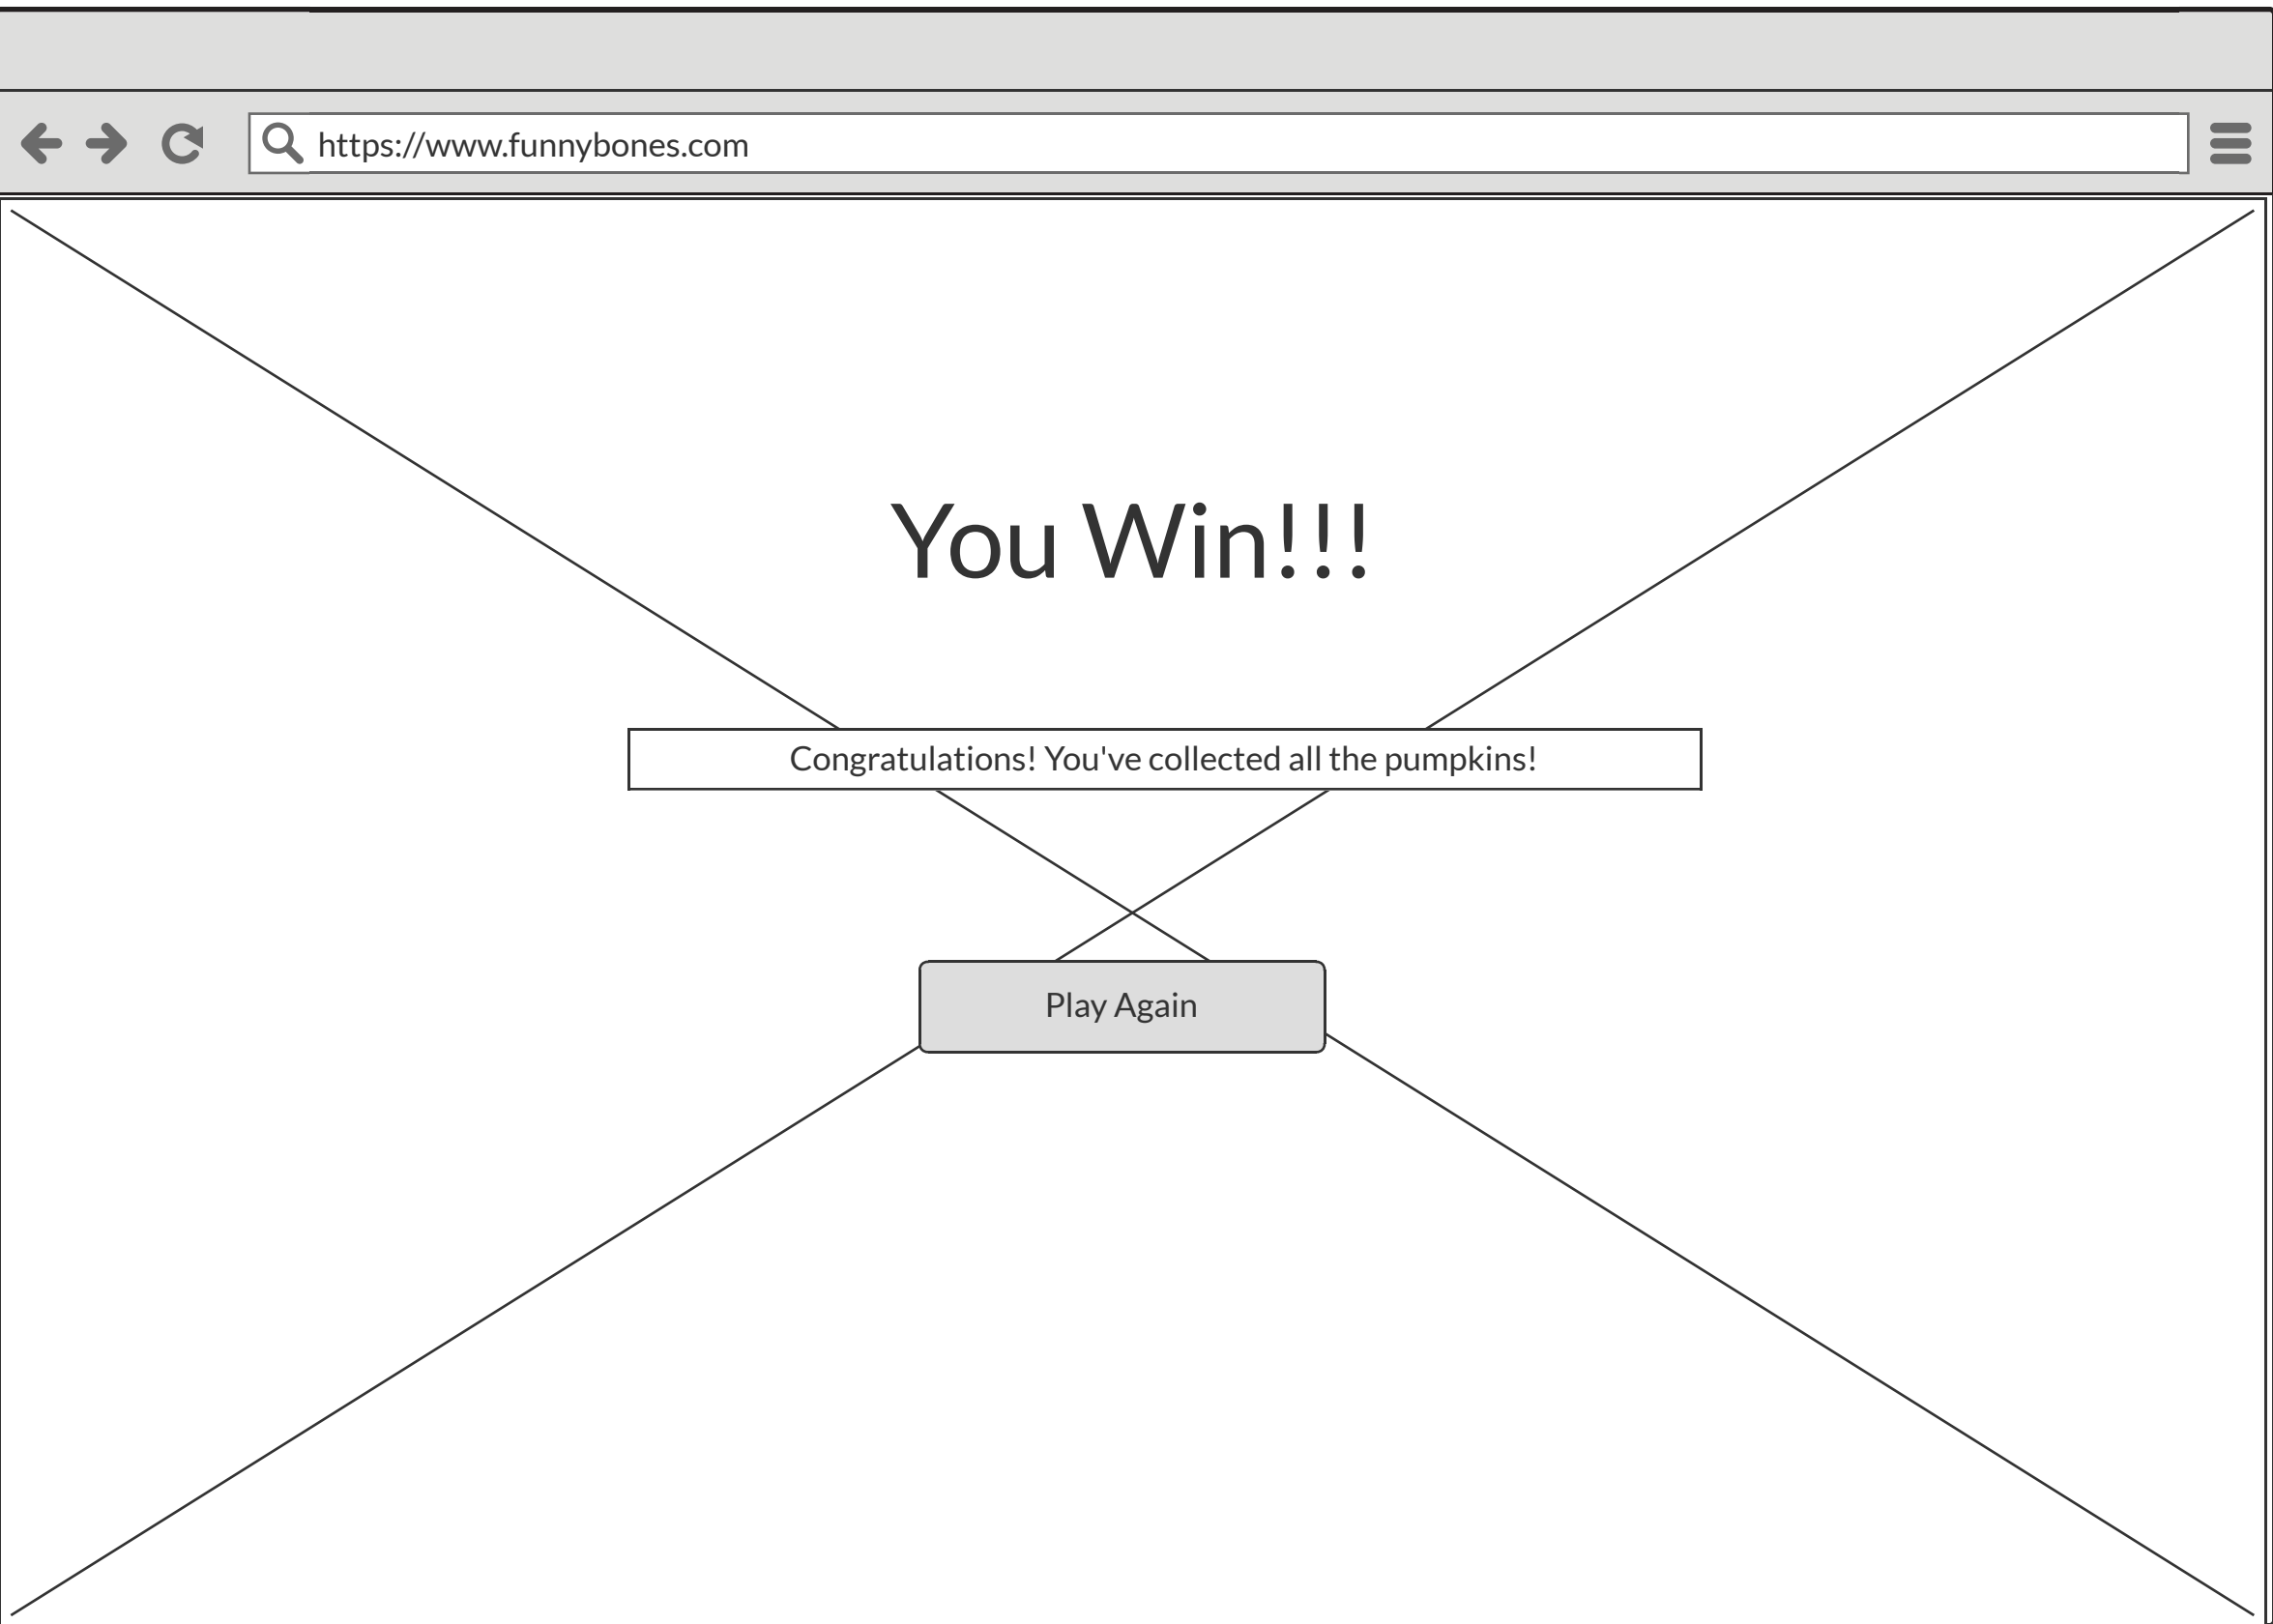 https://www.funnybones.com
You Win!!!
Congratulations! You've collected all the pumpkins!
Play Again